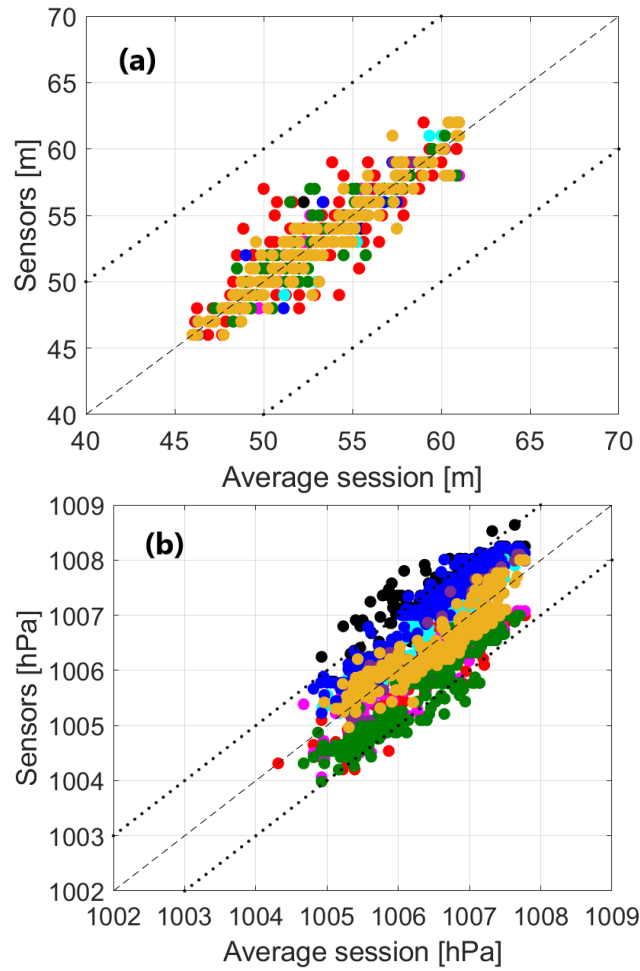 (a)
Sensors [m]
70
65
60
55
50
45
40
40 45 50 55 60 65 70
Average session [m]
(b)
Sensors [hPa]
1009
1008
1007
1006
1005
1004
1003
1002
1002 1003 1004 1005 1006 1007 1008 1009
Average session [hPa]